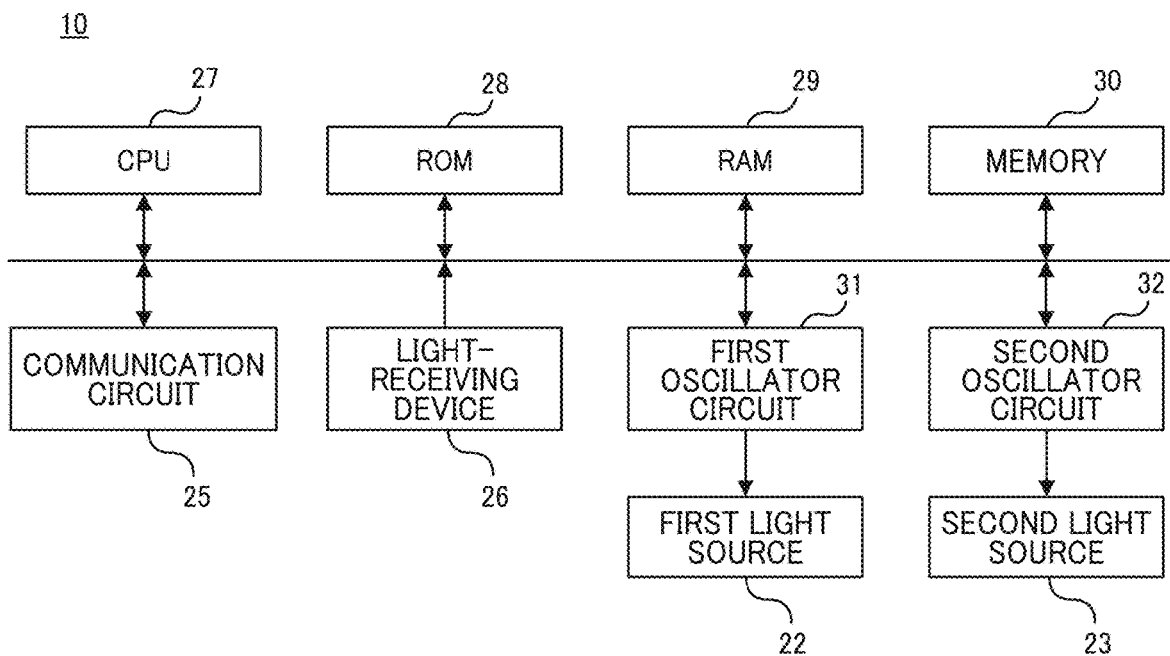 10
27
28
29
30
CPU
ROM
RAM
MEMORY
31
32
COMMUNICATION
CIRCUIT
LIGHT-
RECEIVING
DEVICE
FIRST
OSCILLATOR
CIRCUIT
SECOND
OSCILLATOR
CIRCUIT
25
26
FIRST LIGHT
SOURCE
SECOND LIGHT
SOURCE
22
23